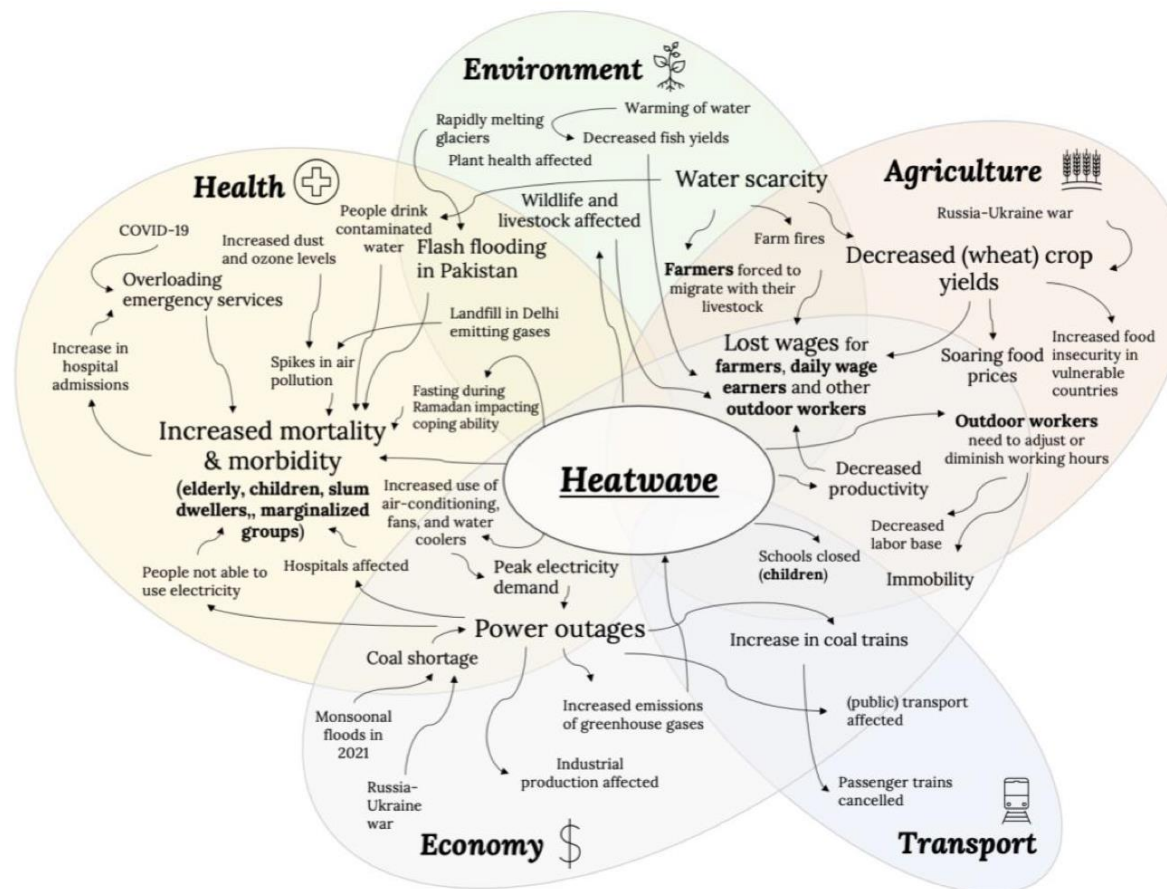 Environment
Warming of water
Rapidly melting
glaciers
Decreased fish yields
Plant health affected
Water scarcity
Wildlife and
livestock affected
Farm fires
Farmers forced to
migrate with their
livestock
Agriculture
Russia-Ukraine war
Decreased (wheat) crop
yields
Soaring food
prices
Increased food
insecurity in
vulnerable
countries
Lost wages for
farmers, daily wage
earners and other
outdoor workers
Outdoor workers
need to adjust or
diminish working hours
Decreased
productivity
Decreased
labor base
Immobility
Schools closed
(children)
Health
COVID-19
Increased dust
and ozone levels
People drink
contaminated
water
Flash flooding
in Pakistan
Overloading
emergency services
Landfill in Delhi
emitting gases
Increase in
hospital
admissions
Spikes in air
pollution
Fasting during
Ramadan impacting
coping ability
Increased mortality
& morbidity
(elderly, children, slum
dwellers,, marginalized
groups)
Heatwave
Increased use of
air-conditioning,
fans, and water
coolers
People not able to
use electricity
Hospitals affected
Peak electricity
demand
Power outages
Coal shortage
Monsoonal
floods in
2021
Russia-
Ukraine
war
Increased emissions
of greenhouse gases
Industrial
production affected
Economy
$
Increase in coal trains
(public) transport
affected
Passenger trains
cancelled
Transport